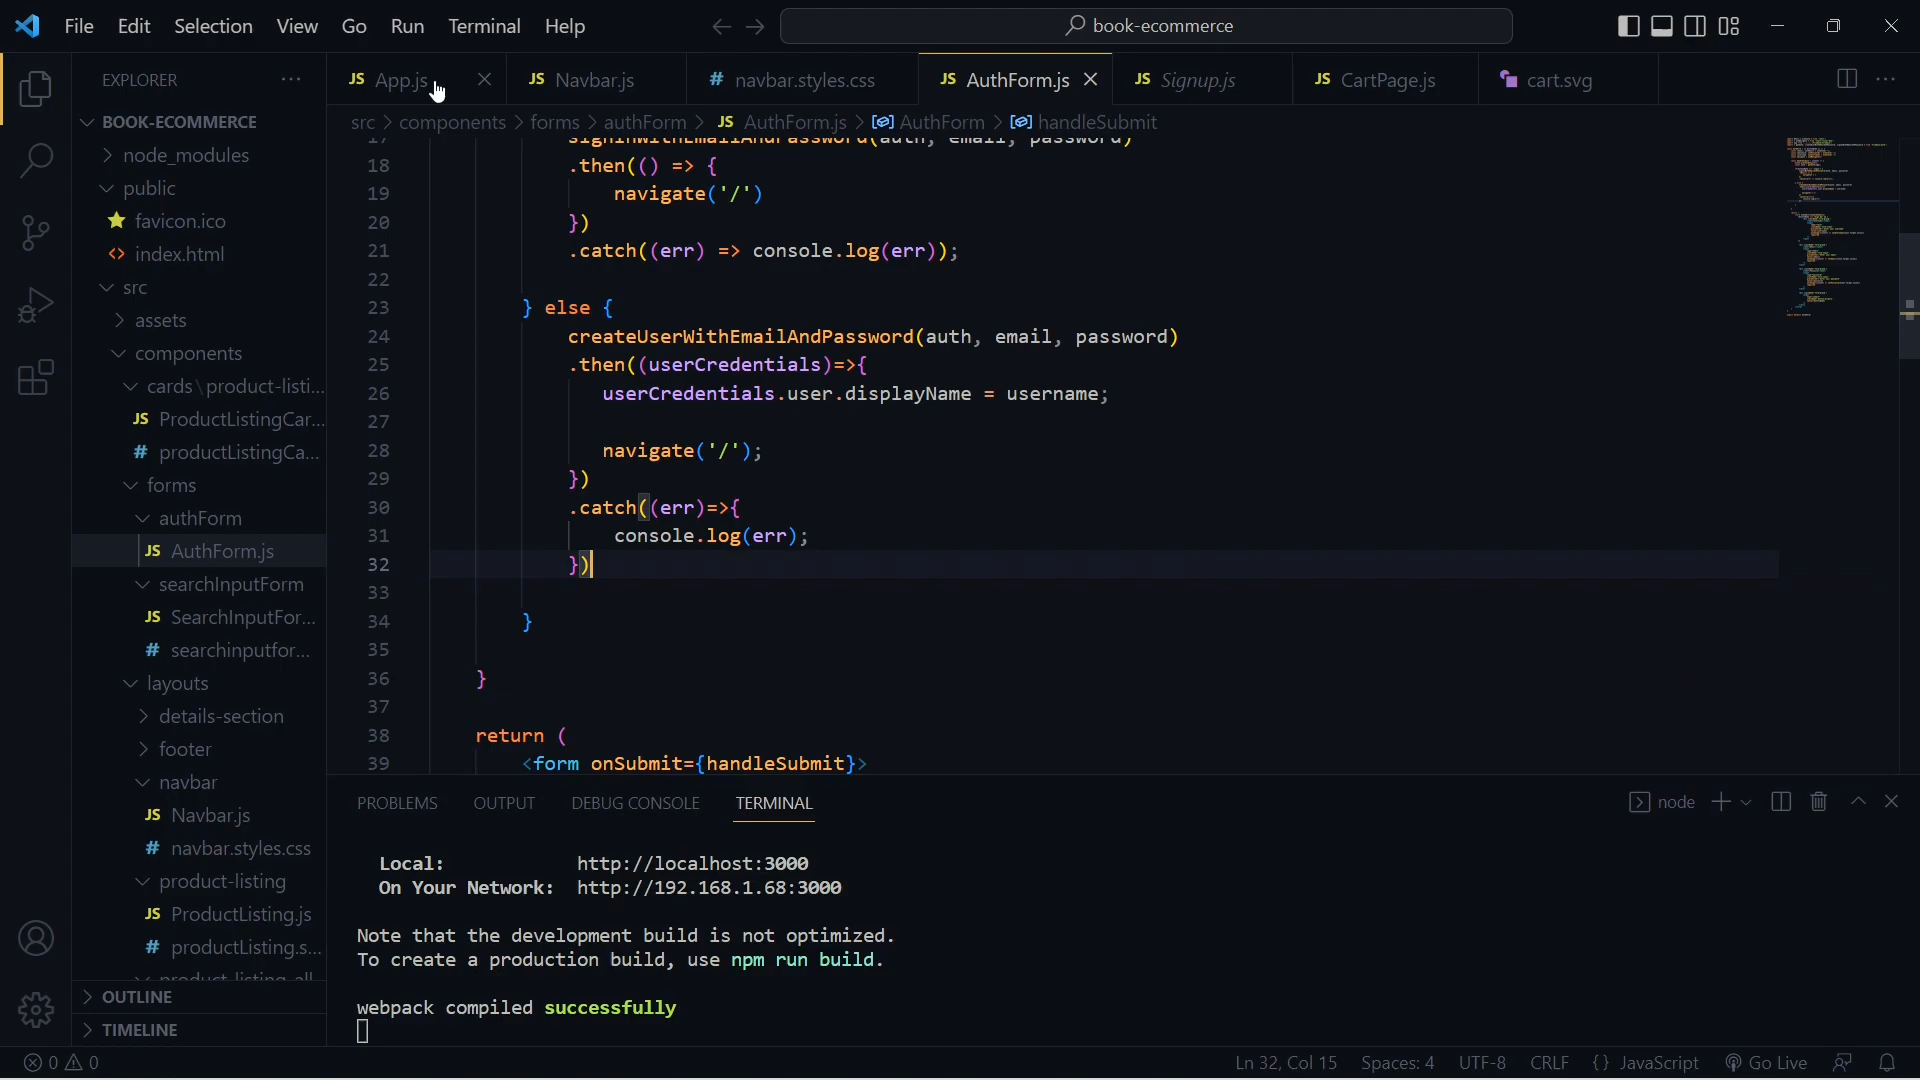 File Edit Selection View Go Run Terminal Help book-ecommerce
EXPLORER
JS App.js JS Navbar.js # navbar.styles.css JS AuthForm.js JS Signup.js JS CartPage.js cart.svg
src > components > forms > authForm > JS AuthForm.js > AuthForm > handleSubmit
BOOK-ECOMMERCE
node_modules
public
favicon.ico
index.html
src
assets
components
cards\product-listi...
JS ProductListingCar...
# productListingCa...
forms
authForm
JS AuthForm.js
searchInputForm
JS SearchInputFor...
# searchinputfor...
layouts
details-section
footer
navbar
JS Navbar.js
# navbar.styles.css
product-listing
JS ProductListing.js
# productListing.s...
OUTLINE
TIMELINE
17 signInWithEmailAndPassword(auth, email, password)
18 .then(() => {
19 navigate('/')
20 })
21 .catch((err) => console.log(err));
22
23 } else {
24 createUserWithEmailAndPassword(auth, email, password)
25 .then((userCredentials)=>{
26 userCredentials.user.displayName = username;
27
28 navigate('/');
29 })
30 .catch((err)=>{
31 console.log(err);
32 })
33
34 }
35
36 }
37
38 return (
39 <form onSubmit={handleSubmit}>
PROBLEMS OUTPUT DEBUG CONSOLE TERMINAL node
Local: http://localhost:3000
On Your Network: http://192.168.1.68:3000
Note that the development build is not optimized.
To create a production build, use npm run build.
webpack compiled successfully
0 0 Ln 32, Col 15 Spaces: 4 UTF-8 CRLF {} JavaScript Go Live